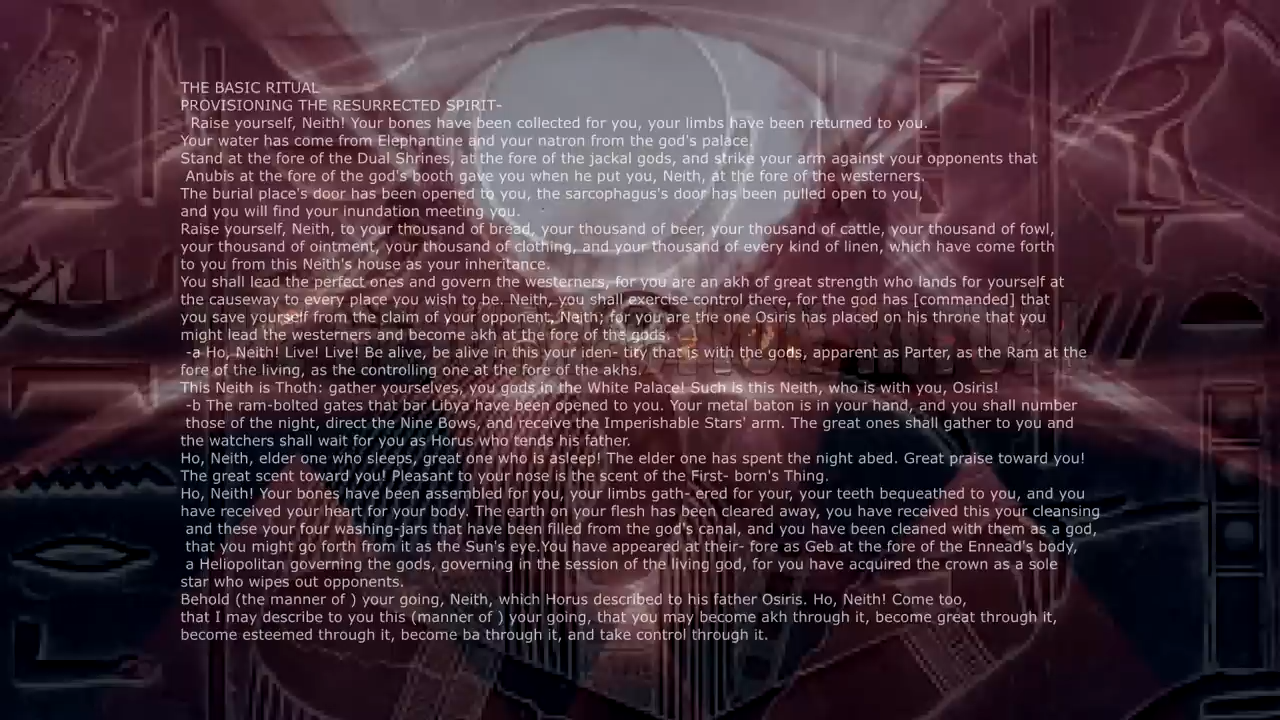 THE BASIC RITUAL
PROVISIONING THE RESURRECTED SPIRIT-
Raise yourself, Neith! Your bones have been collected for you, your limbs have been returned to you.
Your water has come from Elephantine and your natron from the god's palace.
Stand at the fore of the Dual Shrines, at the fore of the jackal gods, and strike your arm against your opponents that
Anubis at the fore of the god's booth gave you when he put you, Neith, at the fore of the westerners.
The burial place's door has been opened to you, the sarcophagus's door has been pulled open to you,
and you will find your inundation meeting you.
Raise yourself, Neith, to your thousand of bread, your thousand of beer, your thousand of cattle, your thousand of fowl,
your thousand of ointment, your thousand of clothing, and your thousand of every kind of linen, which have come forth
to you from this Neith's house as your inheritance.
You shall lead the perfect ones and govern the westerners, for you are an akh of great strength who lands for yourself at
the causeway to every place you wish to be. Neith, you shall exercise control there, for the god has [commanded] that
you save yourself from the claim of your opponent, Neith; for you are the one Osiris has placed on his throne that you
might lead the westerners and become akh at the fore of the gods.
-a Ho, Neith! Live! Live! Be alive, be alive in this your iden- tity that is with the gods, apparent as Parter, as the Ram at the
fore of the living, as the controlling one at the fore of the akhs.
This Neith is Thoth: gather yourselves, you gods in the White Palace! Such is this Neith, who is with you, Osiris!
-b The ram-bolted gates that bar Libya have been opened to you. Your metal baton is in your hand, and you shall number
those of the night, direct the Nine Bows, and receive the Imperishable Stars' arm. The great ones shall gather to you and
the watchers shall wait for you as Horus who tends his father.
Ho, Neith, elder one who sleeps, great one who is asleep! The elder one has spent the night abed. Great praise toward you!
The great scent toward you! Pleasant to your nose is the scent of the First- born's Thing.
Ho, Neith! Your bones have been assembled for you, your limbs gath- ered for your, your teeth bequeathed to you, and you
have received your heart for your body. The earth on your flesh has been cleared away, you have received this your cleansing
and these your four washing-jars that have been filled from the god's canal, and you have been cleaned with them as a god,
that you might go forth from it as the Sun's eye.You have appeared at their- fore as Geb at the fore of the Ennead's body,
a Heliopolitan governing the gods, governing in the session of the living god, for you have acquired the crown as a sole
star who wipes out opponents.
Behold (the manner of ) your going, Neith, which Horus described to his father Osiris. Ho, Neith! Come too,
that I may describe to you this (manner of ) your going, that you may become akh through it, become great through it,
become esteemed through it, become ba through it, and take control through it.